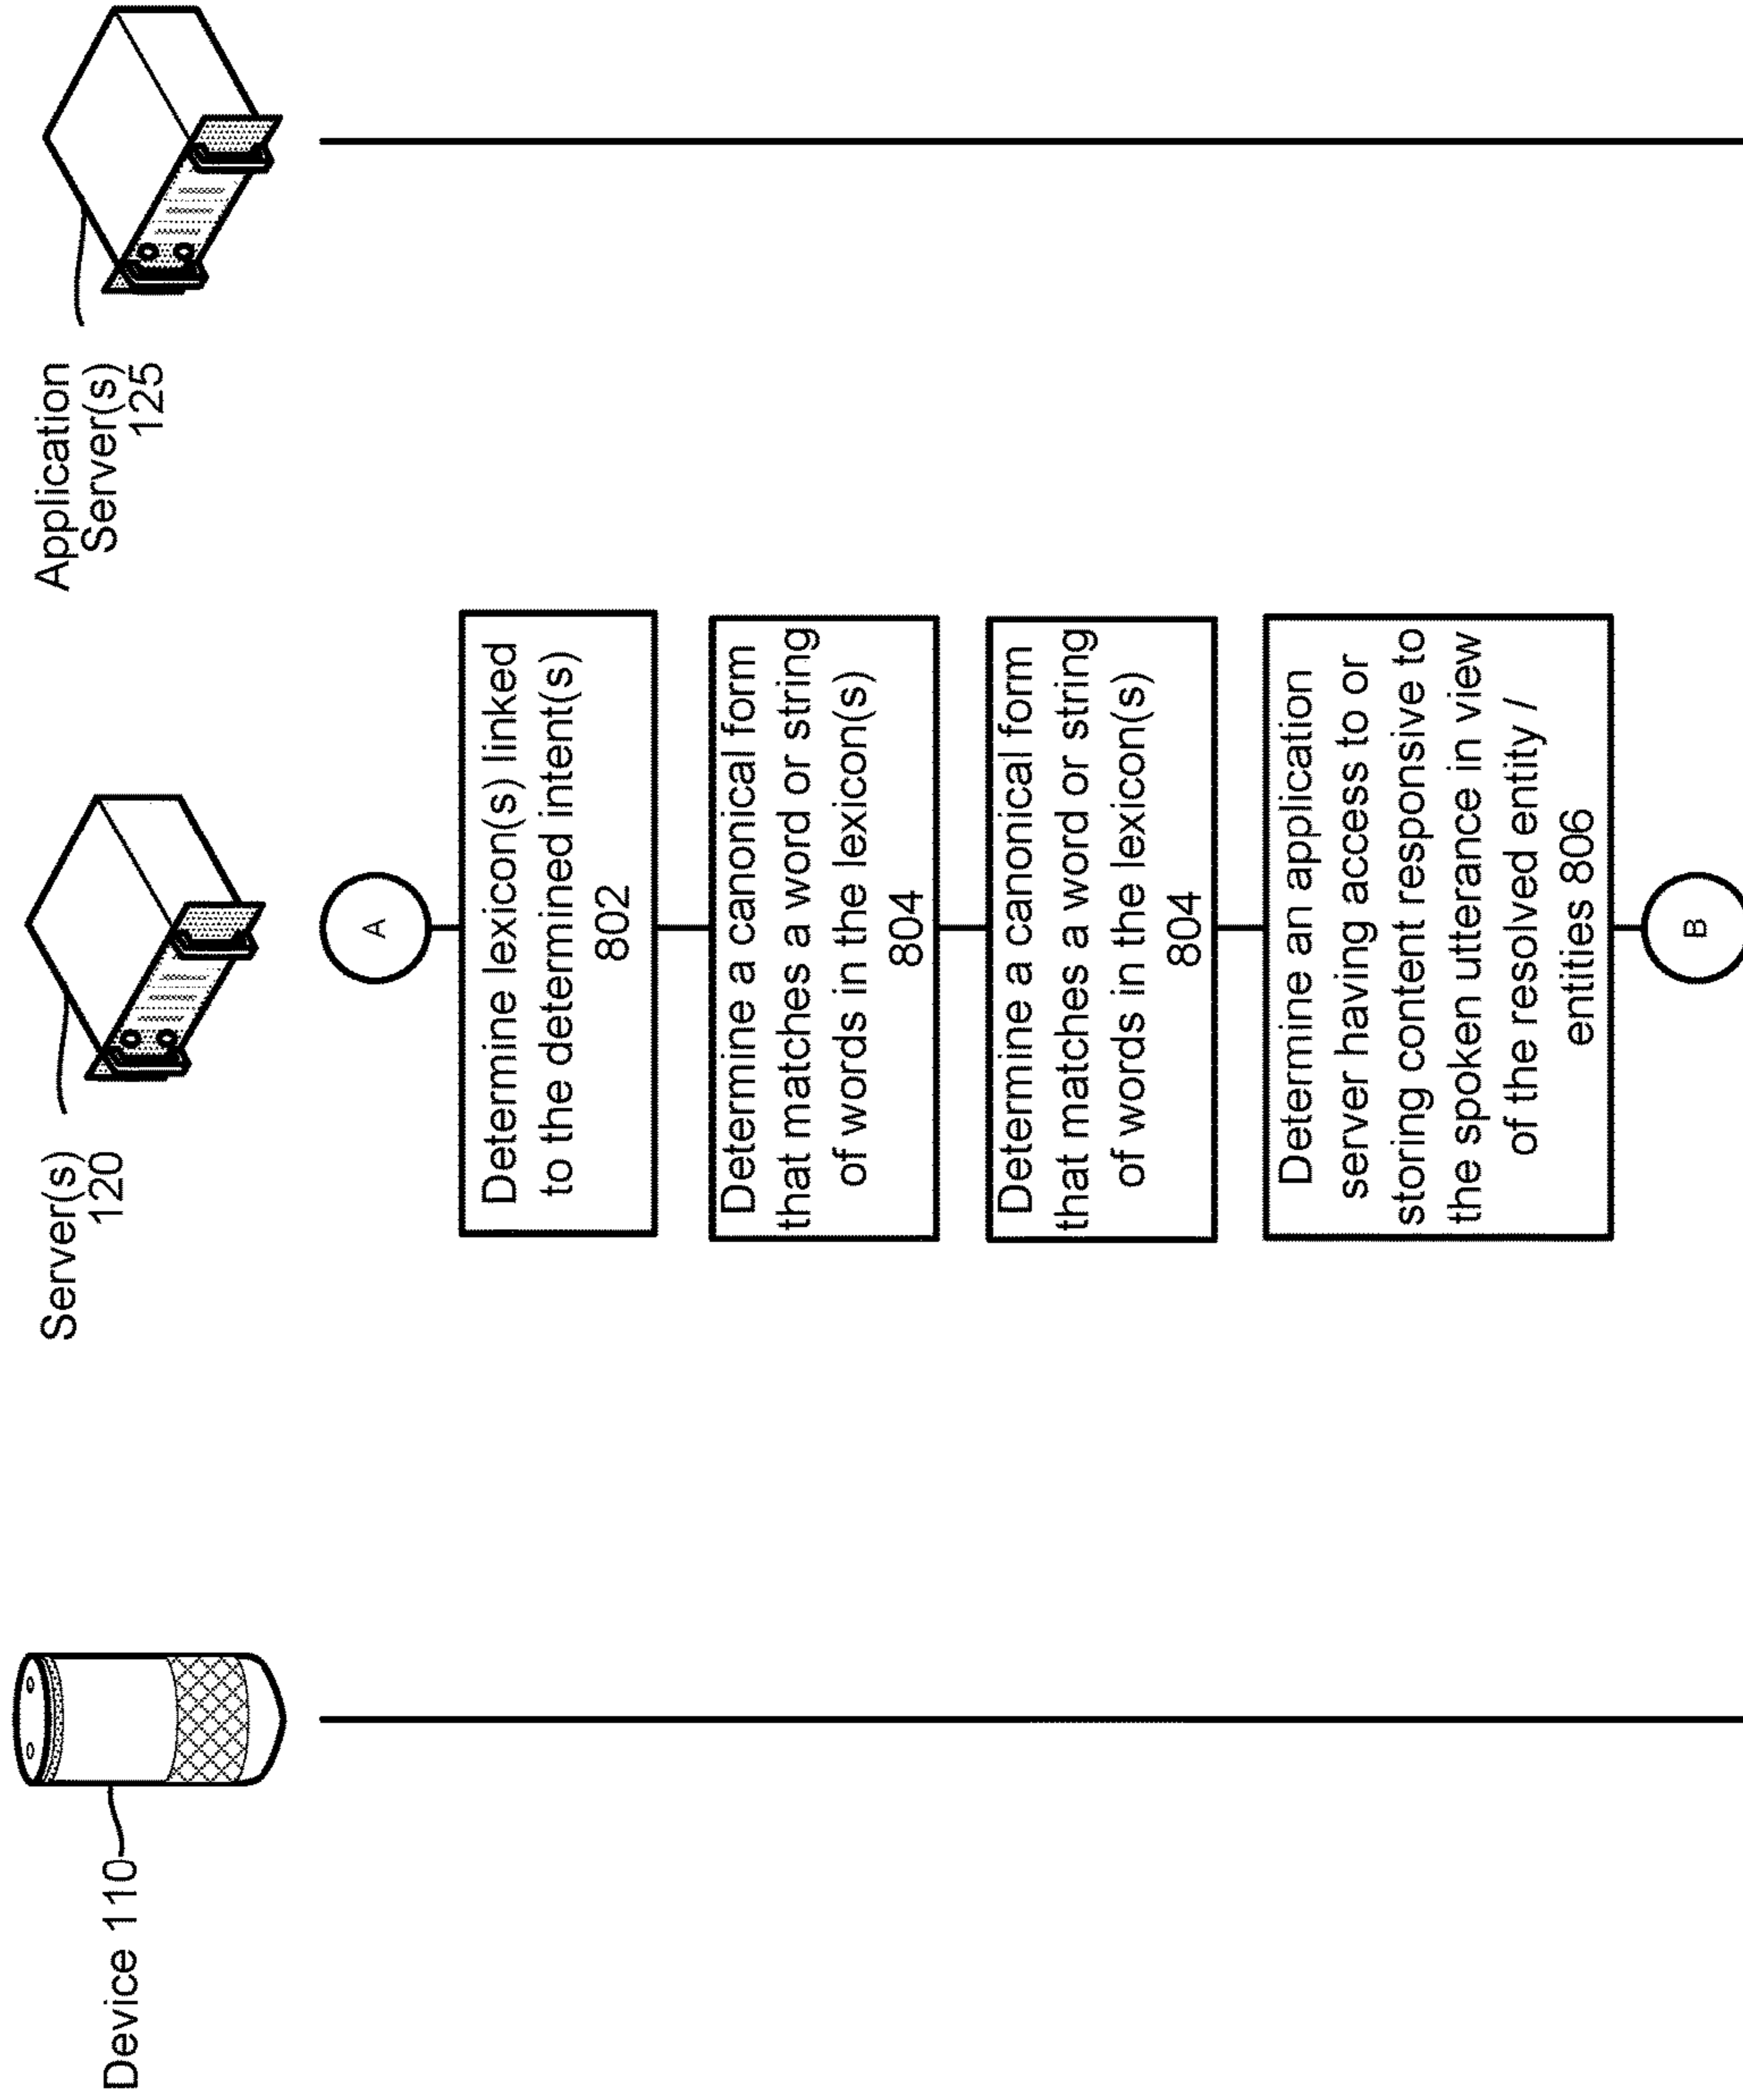 Device 110
Server(s)
120
Application
Server(s)
125
A
Determine lexicon(s) linked
to the determined intent(s)
802
Determine a canonical form
that matches a word or string
of words in the lexicon(s)
804
Determine a canonical form
that matches a word or string
of words in the lexicon(s)
804
Determine an application
server having access to or
storing content responsive to
the spoken utterance in view
of the resolved entity /
entities 806
B